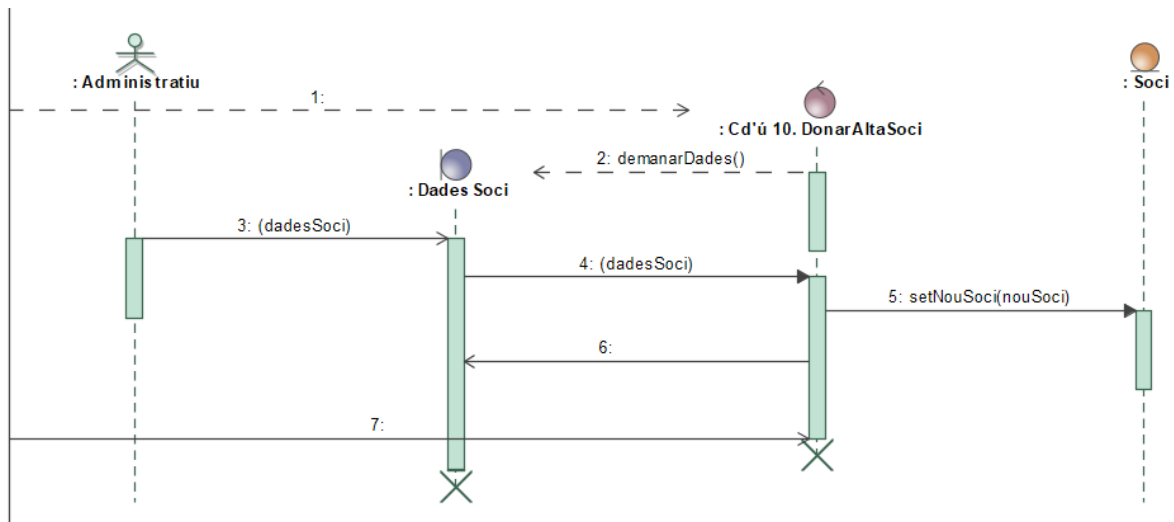 : Administratiu
: Soci
1:
: Cd'ú 10. DonarAltaSoci
2: demanarDades()
: Dades Soci
3: (dadesSoci)
4: (dadesSoci)
5: setNouSoci(nouSoci)
6:
7: